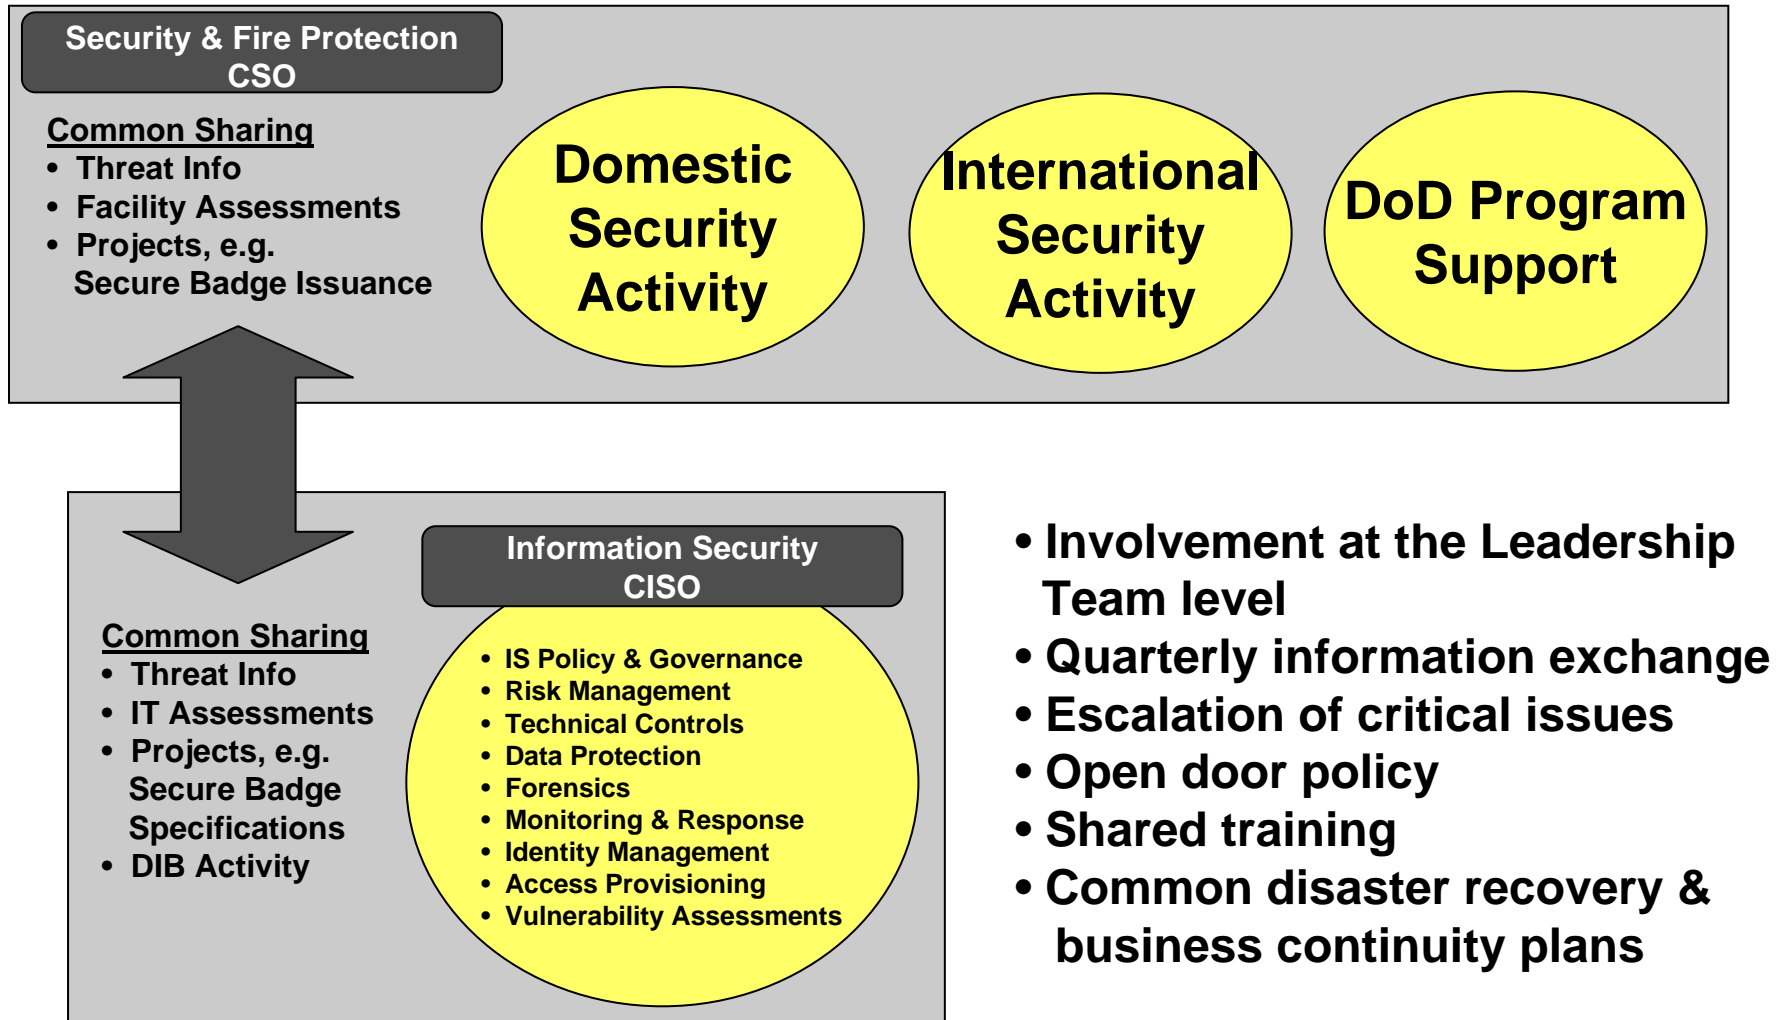 Security & Fire Protection
CSO
Common Sharing
• Threat Info
• Facility Assessments
• Projects, e.g.
Secure Badge Issuance
Domestic
Security
Activity
International
Security
Activity
DoD Program
Support
Information Security
CISO
Common Sharing
• Threat Info
• IT Assessments
• Projects, e.g.
Secure Badge
Specifications
• DIB Activity
• IS Policy & Governance
• Risk Management
• Technical Controls
• Data Protection
• Forensics
• Monitoring & Response
• Identity Management
• Access Provisioning
• Vulnerability Assessments
• Involvement at the Leadership
Team level
• Quarterly information exchange
• Escalation of critical issues
• Open door policy
• Shared training
• Common disaster recovery &
business continuity plans